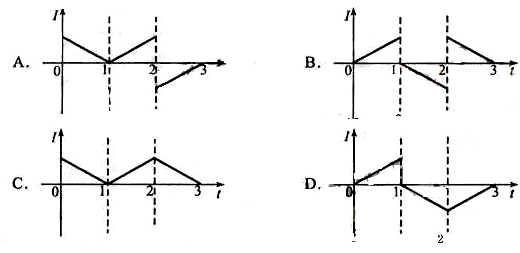 A. I 0 1 2 3 t
B. I 0 1 2 3 t
C. I 0 1 2 3 t
D. I 0 1 2 3 t